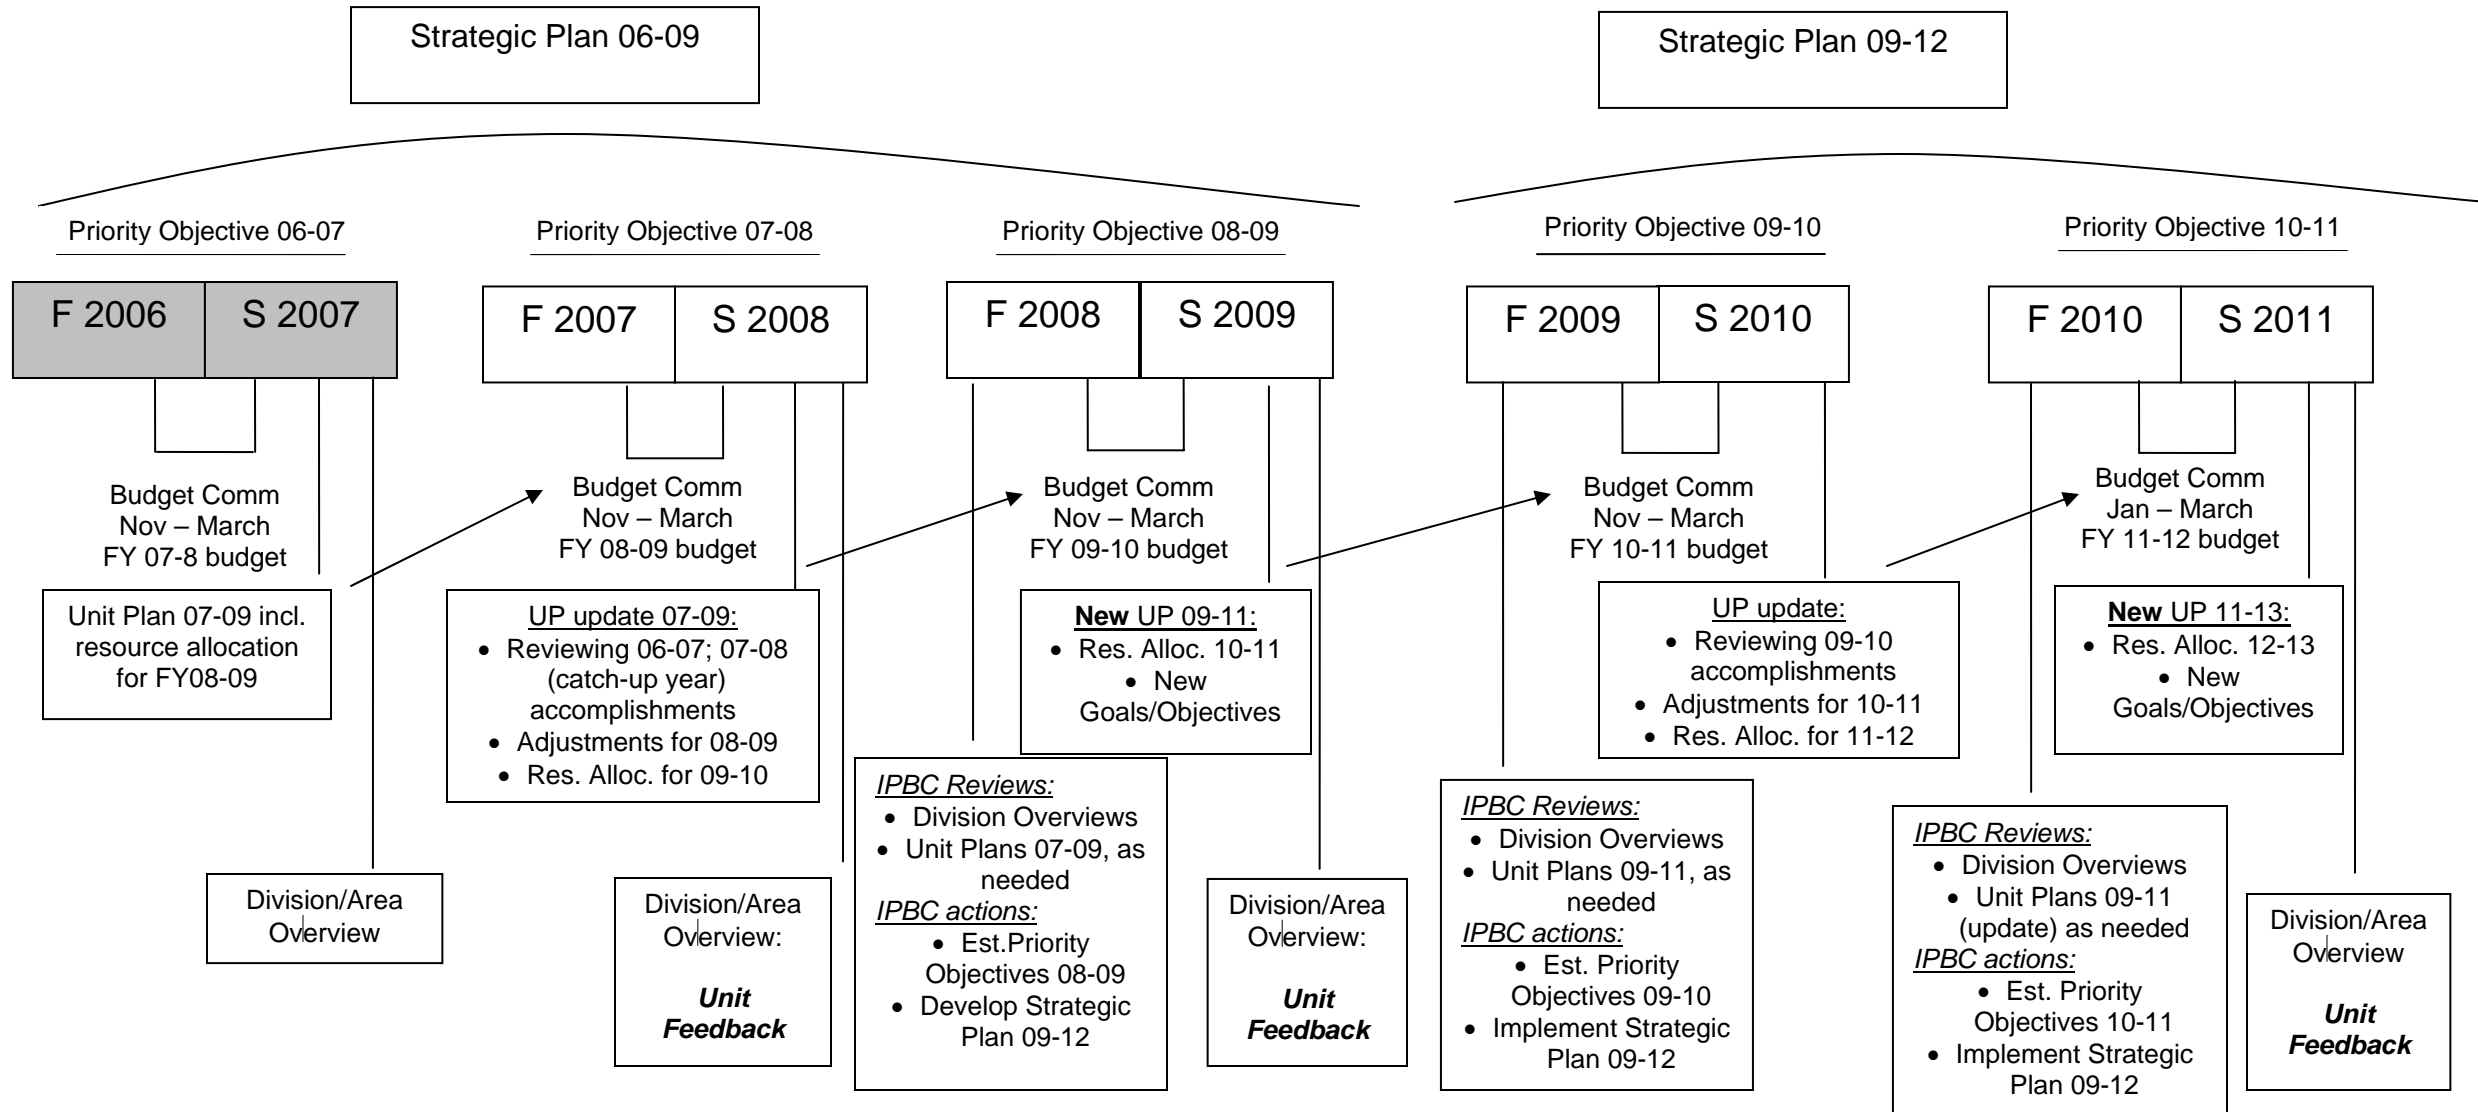 Strategic Plan 06-09
Strategic Plan 09-12
Priority Objective 06-07
Priority Objective 07-08
Priority Objective 08-09
Priority Objective 09-10
Priority Objective 10-11
F 2006
S 2007
F 2007
S 2008
F 2008
S 2009
F 2009
S 2010
F 2010
S 2011
Budget Comm
Nov – March
FY 07-8 budget
Budget Comm
Nov – March
FY 08-09 budget
Budget Comm
Nov – March
FY 09-10 budget
Budget Comm
Nov – March
FY 10-11 budget
Budget Comm
Jan – March
FY 11-12 budget
Unit Plan 07-09 incl.
resource allocation
for FY08-09
UP update 07-09:
• Reviewing 06-07; 07-08
(catch-up year)
accomplishments
• Adjustments for 08-09
• Res. Alloc. for 09-10
New UP 09-11:
• Res. Alloc. 10-11
• New
Goals/Objectives
UP update:
• Reviewing 09-10
accomplishments
• Adjustments for 10-11
• Res. Alloc. for 11-12
New UP 11-13:
• Res. Alloc. 12-13
• New
Goals/Objectives
Division/Area
Overview
Division/Area
Overview:
Unit
Feedback
IPBC Reviews:
• Division Overviews
• Unit Plans 07-09, as
needed
IPBC actions:
• Est.Priority
Objectives 08-09
• Develop Strategic
Plan 09-12
Division/Area
Overview:
Unit
Feedback
IPBC Reviews:
• Division Overviews
• Unit Plans 09-11, as
needed
IPBC actions:
• Est. Priority
Objectives 09-10
• Implement Strategic
Plan 09-12
IPBC Reviews:
• Division Overviews
• Unit Plans 09-11
(update) as needed
IPBC actions:
• Est. Priority
Objectives 10-11
• Implement Strategic
Plan 09-12
Division/Area
Overview
Unit
Feedback